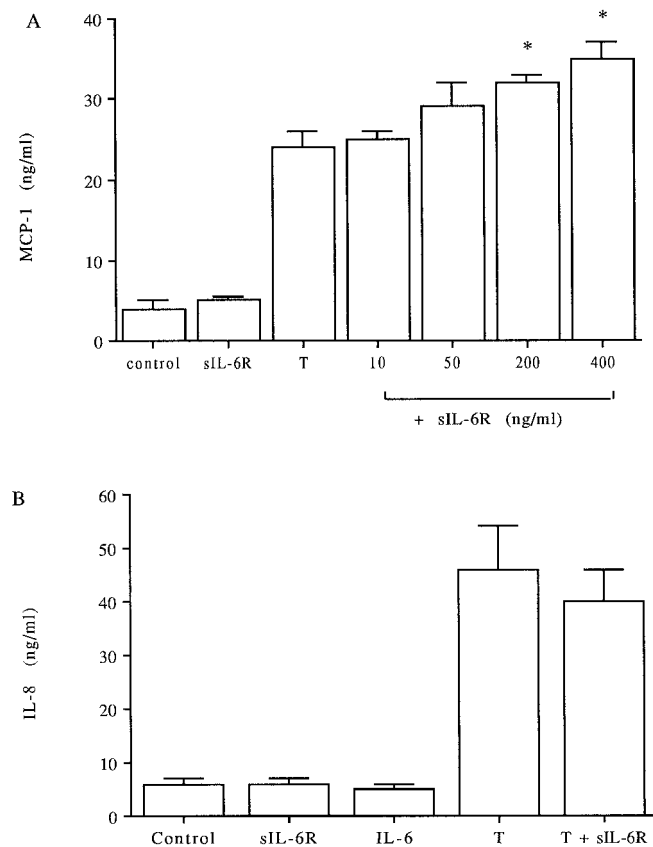 A
40
30
20
10
0
MCP-1 (ng/ml)
* *
control sIL-6R T 10 50 200 400
+ sIL-6R (ng/ml)
B
60
50
40
30
20
10
0
IL-8 (ng/ml)
Control sIL-6R IL-6 T T + sIL-6R